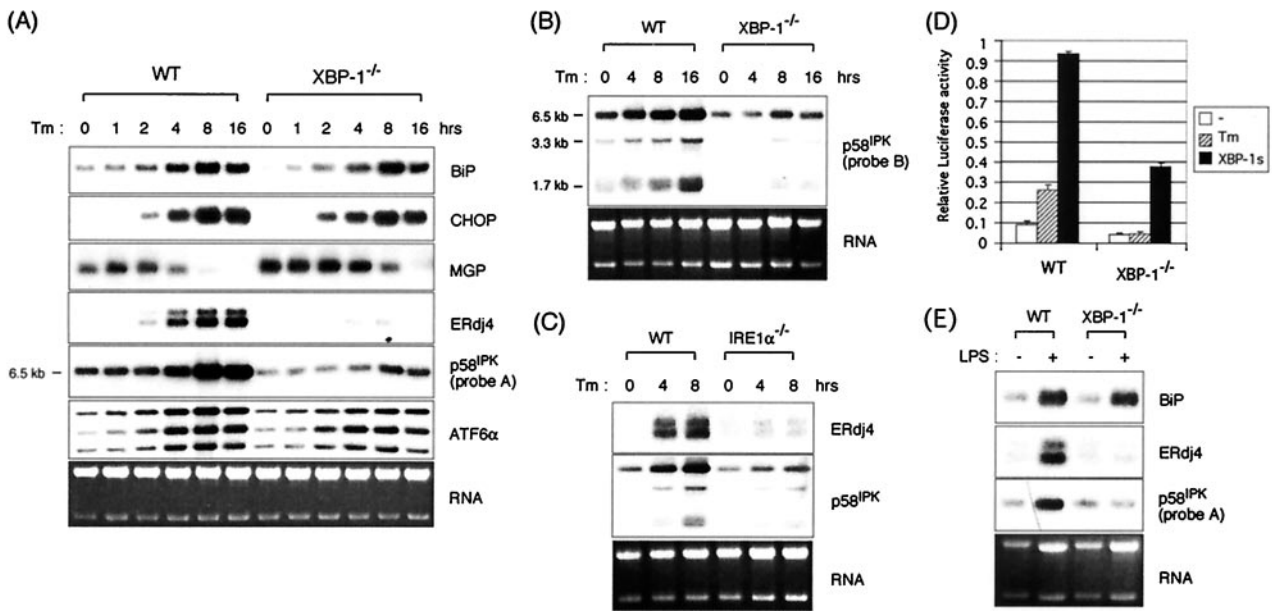 (A)
WT XBP-1-/-
Tm : 0 1 2 4 8 16 0 1 2 4 8 16 hrs
BiP
CHOP
MGP
ERdj4
6.5 kb p58IPK
(probe A)
ATF6α
RNA
(B)
WT XBP-1-/-
Tm : 0 4 8 16 0 4 8 16 hrs
6.5 kb
3.3 kb p58IPK
(probe B)
1.7 kb
RNA
(C)
WT IRE1α-/-
Tm : 0 4 8 0 4 8 hrs
ERdj4
p58IPK
RNA
(D)
Relative Luciferase activity
1
0.9
0.8
0.7
0.6
0.5
0.4
0.3
0.2
0.1
0
WT XBP-1-/-
-
Tm
XBP-1s
(E)
WT XBP-1-/-
LPS - + - +
BiP
ERdj4
p58IPK
(probe A)
RNA